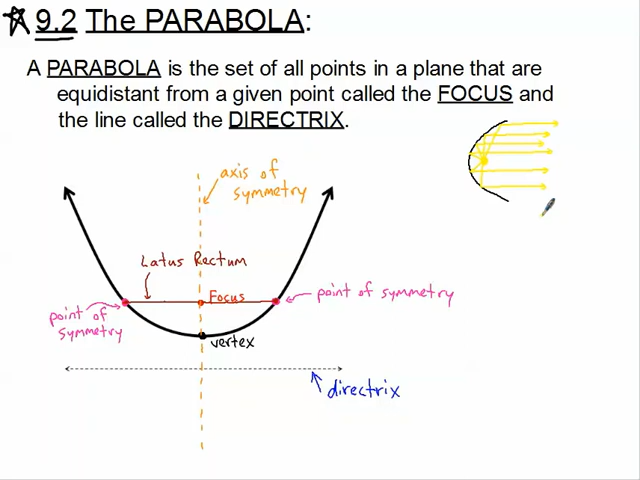 9.2 The PARABOLA:
A PARABOLA is the set of all points in a plane that are
equidistant from a given point called the FOCUS and
the line called the DIRECTRIX.
axis of
symmetry
Latus Rectum
Focus
point of symmetry
point of
symmetry
vertex
directrix